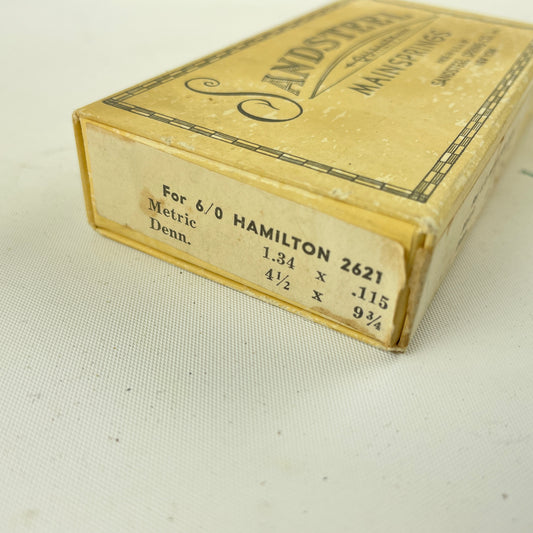 SANDSTEEL
MAINSPRINGS
For 6/0 HAMILTON 2621
Metric 1.34 x .115
Denn. 4½ x 9¾